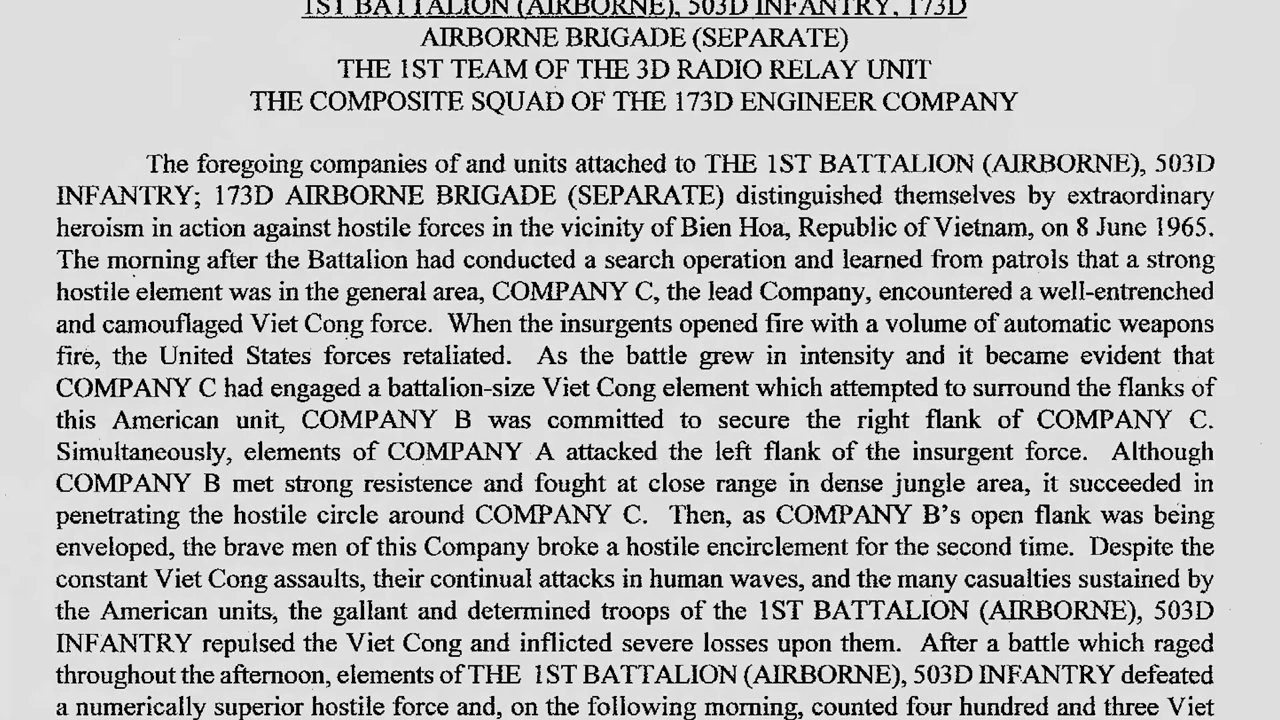 1ST BATTALION (AIRBORNE), 503D INFANTRY, 173D
AIRBORNE BRIGADE (SEPARATE)
THE 1ST TEAM OF THE 3D RADIO RELAY UNIT
THE COMPOSITE SQUAD OF THE 173D ENGINEER COMPANY
The foregoing companies of and units attached to THE 1ST BATTALION (AIRBORNE), 503D
INFANTRY; 173D AIRBORNE BRIGADE (SEPARATE) distinguished themselves by extraordinary
heroism in action against hostile forces in the vicinity of Bien Hoa, Republic of Vietnam, on 8 June 1965.
The morning after the Battalion had conducted a search operation and learned from patrols that a strong
hostile element was in the general area, COMPANY C, the lead Company, encountered a well-entrenched
and camouflaged Viet Cong force. When the insurgents opened fire with a volume of automatic weapons
fire, the United States forces retaliated. As the battle grew in intensity and it became evident that
COMPANY C had engaged a battalion-size Viet Cong element which attempted to surround the flanks of
this American unit, COMPANY B was committed to secure the right flank of COMPANY C.
Simultaneously, elements of COMPANY A attacked the left flank of the insurgent force. Although
COMPANY B met strong resistence and fought at close range in dense jungle area, it succeeded in
penetrating the hostile circle around COMPANY C. Then, as COMPANY B's open flank was being
enveloped, the brave men of this Company broke a hostile encirclement for the second time. Despite the
constant Viet Cong assaults, their continual attacks in human waves, and the many casualties sustained by
the American units, the gallant and determined troops of the 1ST BATTALION (AIRBORNE), 503D
INFANTRY repulsed the Viet Cong and inflicted severe losses upon them. After a battle which raged
throughout the afternoon, elements of THE 1ST BATTALION (AIRBORNE), 503D INFANTRY defeated
a numerically superior hostile force and, on the following morning, counted four hundred and three Viet